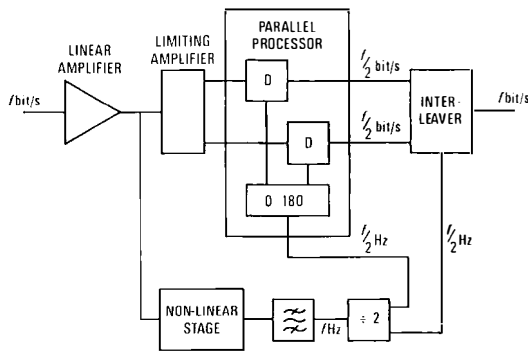 PARALLEL
PROCESSOR
LINEAR
AMPLIFIER
LIMITING
AMPLIFIER
f bit/s
D
f/2 bit/s
D
f/2 bit/s
INTER-
LEAVER
f bit/s
0 180
f/2 Hz
f/2 Hz
NON-LINEAR
STAGE
f Hz
÷ 2